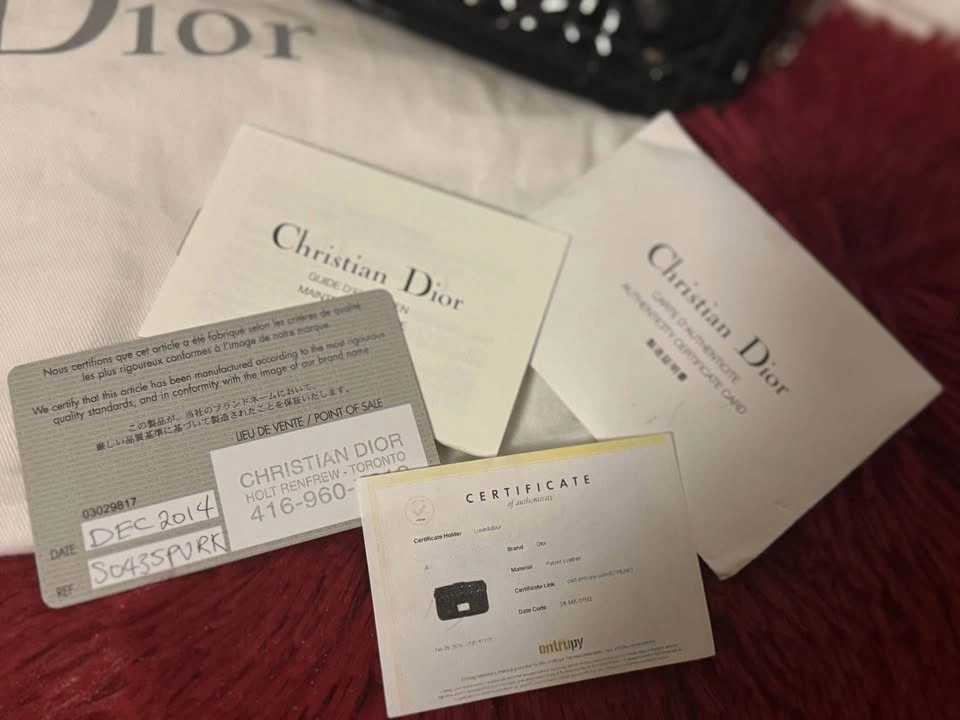 Dior
Christian Dior
GUIDE D'
MAIN
Christian Dior
CARTE D'AUTHENTICITÉ
AUTHENTICITY CERTIFICATE CARD
製造証明書
Nous certifions que cet article a été fabriqué selon les critères de qualité
les plus rigoureux conformes à l'image de notre marque.
We certify that this article has been manufactured according to the most rigourous
quality standards, and in conformity with the image of our brand name
この製品が、当社のブランドネームにおいて、
厳しい品質基準に基づいて製造されたことを保証いたします。
LIEU DE VENTE / POINT OF SALE
CHRISTIAN DIOR
HOLT RENFREW - TORONTO
416-960-
03029817
DATE DEC 2014
REF S0435PVRK
CERTIFICATE
of authenticity
Certificate Holder
Brand Dior
Material Patent Leather
Certificate Link
Date Code
entrupy